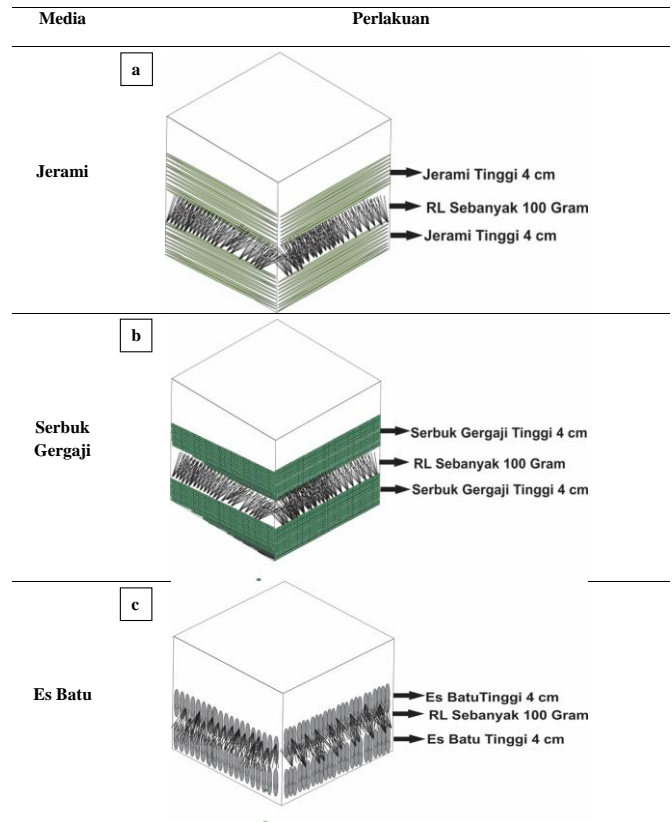 Media Perlakuan
a
Jerami
Jerami Tinggi 4 cm
RL Sebanyak 100 Gram
Jerami Tinggi 4 cm
b
Serbuk
Gergaji
Serbuk Gergaji Tinggi 4 cm
RL Sebanyak 100 Gram
Serbuk Gergaji Tinggi 4 cm
c
Es Batu
Es BatuTinggi 4 cm
RL Sebanyak 100 Gram
Es Batu Tinggi 4 cm